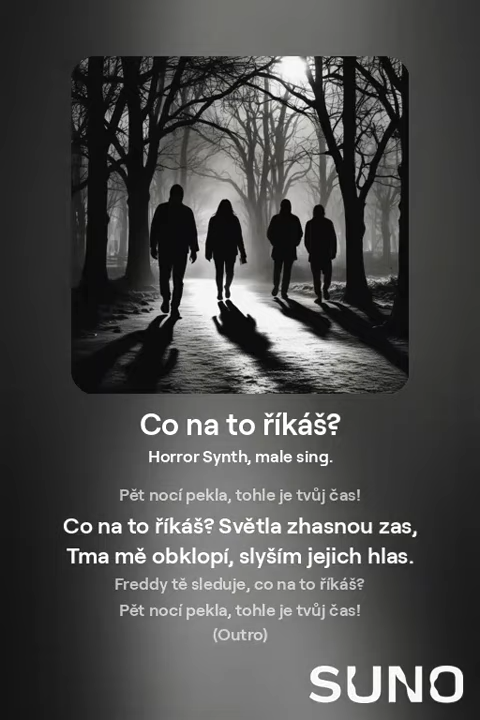 Co na to říkáš?
Horror Synth, male sing.
Pět nocí pekla, tohle je tvůj čas!
Co na to říkáš? Světla zhasnou zas,
Tma mě obklopí, slyším jejich hlas.
Freddy tě sleduje, co na to říkáš?
Pět nocí pekla, tohle je tvůj čas!
(Outro)
SUNO